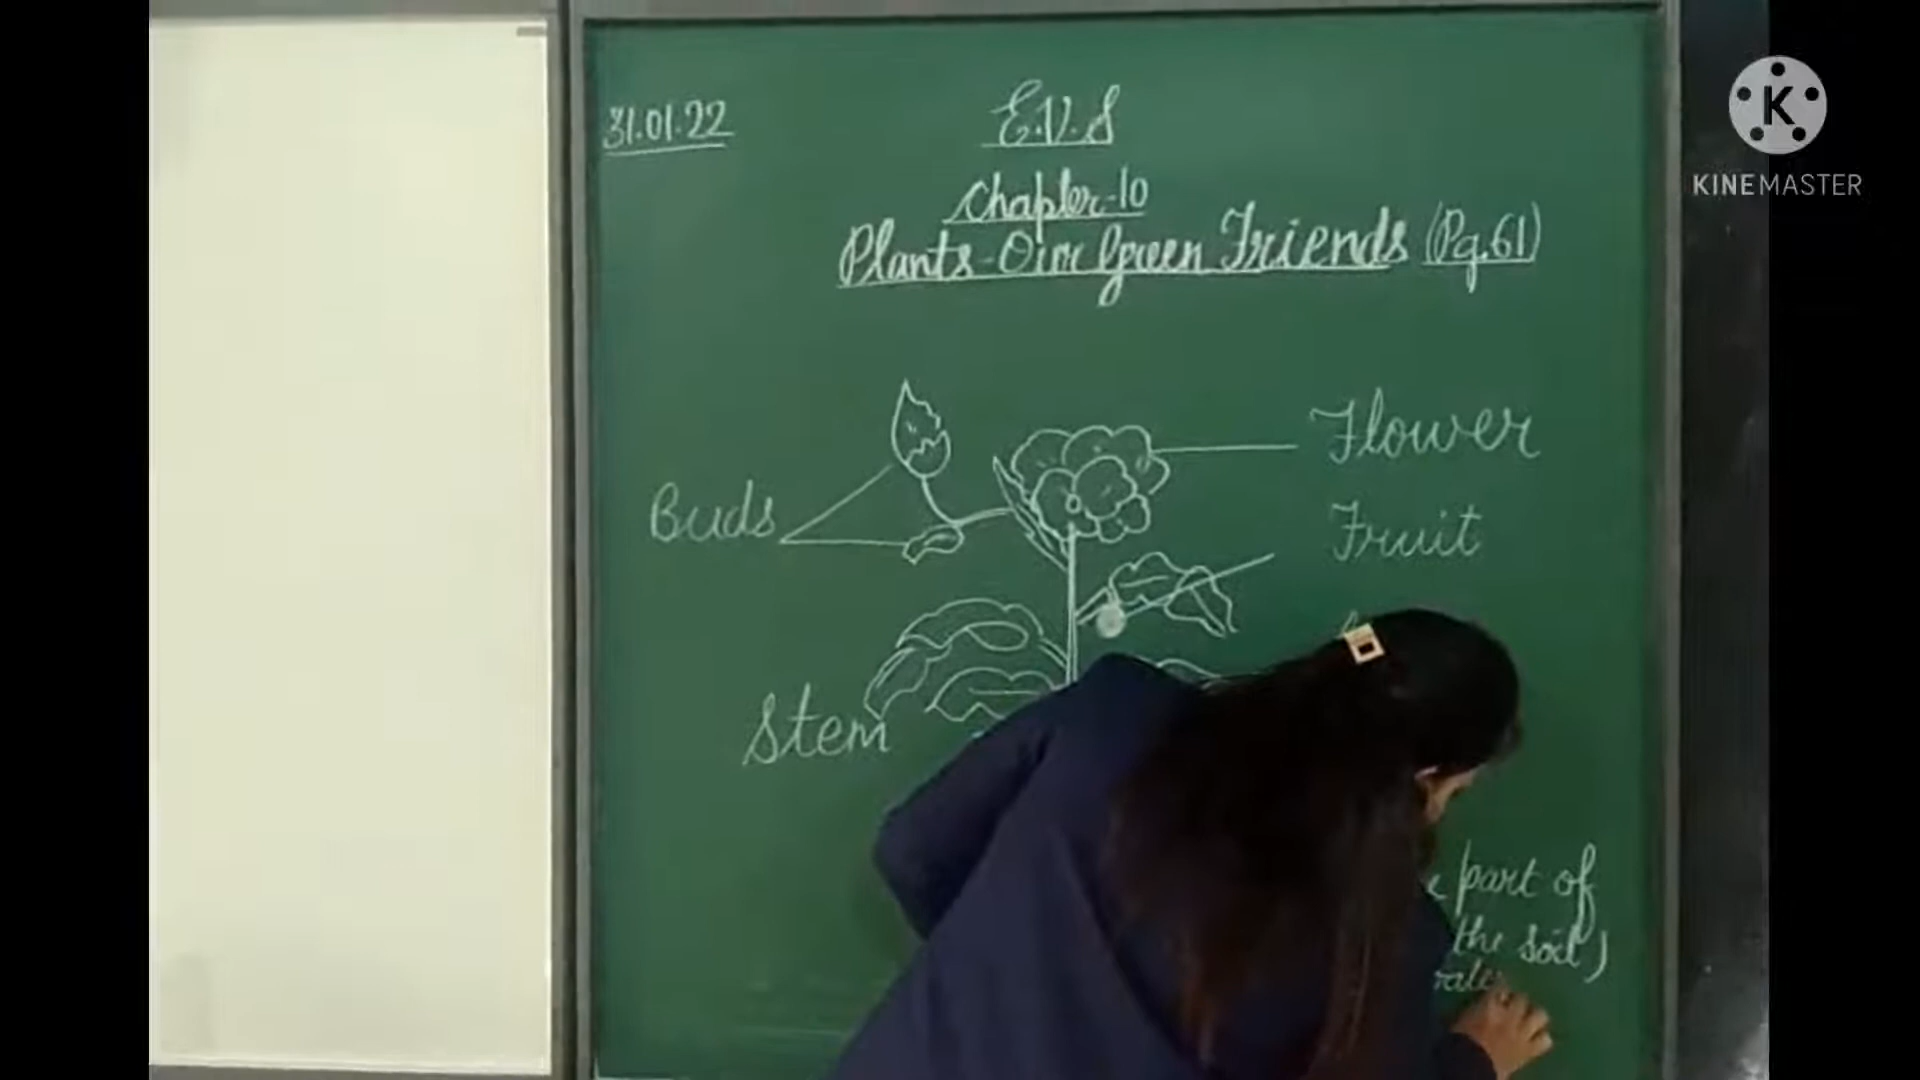 31.01.22
E.V.S
Chapter-10
Plants-Our Green Friends (Pg.61)
Flower
Buds
Fruit
Stem
part of
the soil)
K
KINEMASTER